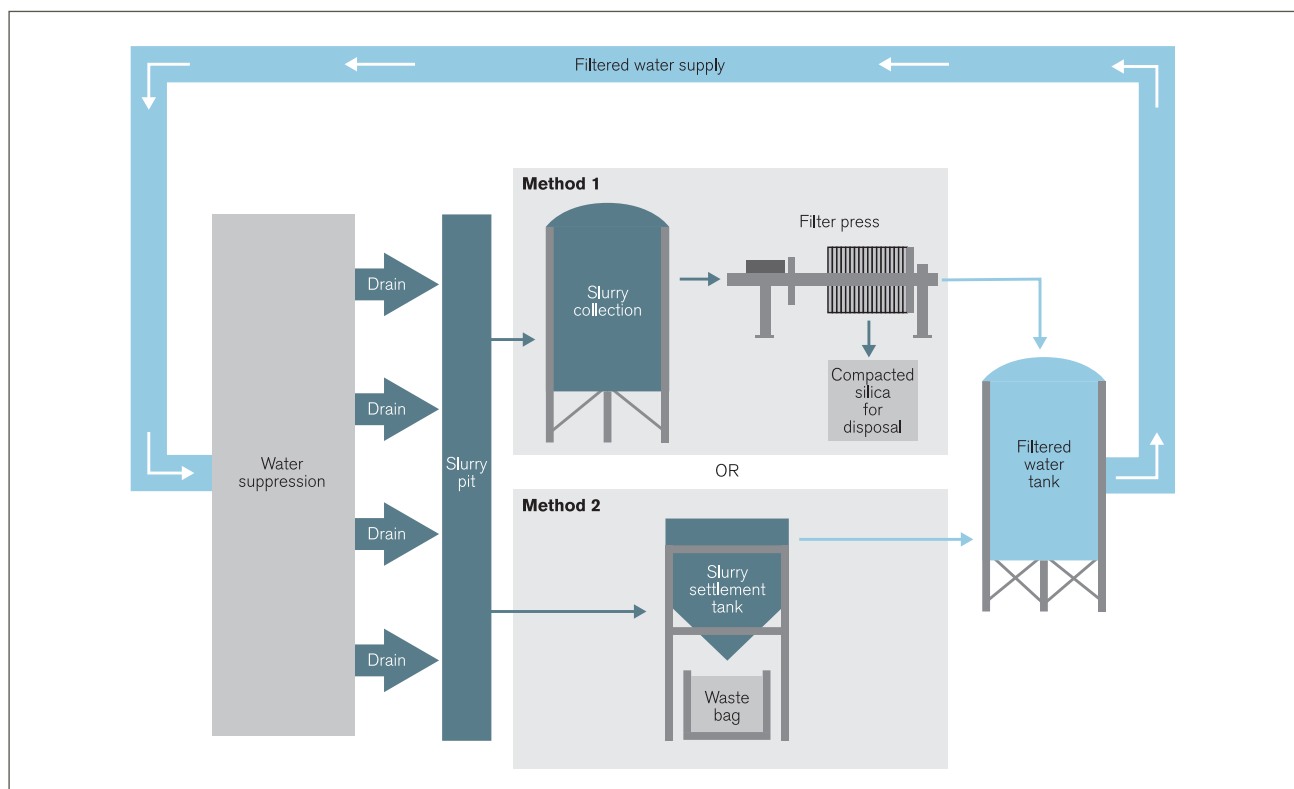 Filtered water supply
Method 1
Filter press
Slurry
collection
Compacted
silica
for
disposal
Drain
Drain
Drain
Drain
Water
suppression
Slurry
pit
OR
Method 2
Slurry
settlement
tank
Waste
bag
Filtered
water
tank